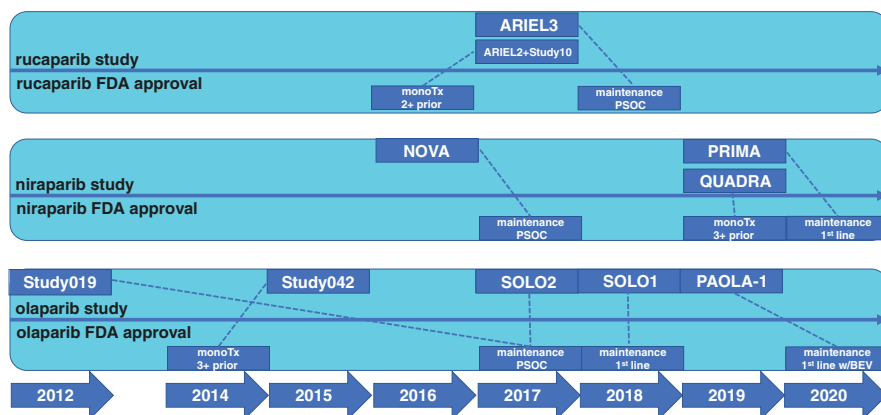 ARIEL3
rucaparib study
ARIEL2+Study10
rucaparib FDA approval
monoTx
2+ prior
maintenance
PSOC
NOVA
PRIMA
niraparib study
QUADRA
niraparib FDA approval
maintenance
PSOC
monoTx
3+ prior
maintenance
1st line
Study019
Study042
SOLO2
SOLO1
PAOLA-1
olaparib study
olaparib FDA approval
monoTx
3+ prior
maintenance
PSOC
maintenance
1st line
maintenance
1st line w/BEV
2012
2014
2015
2016
2017
2018
2019
2020